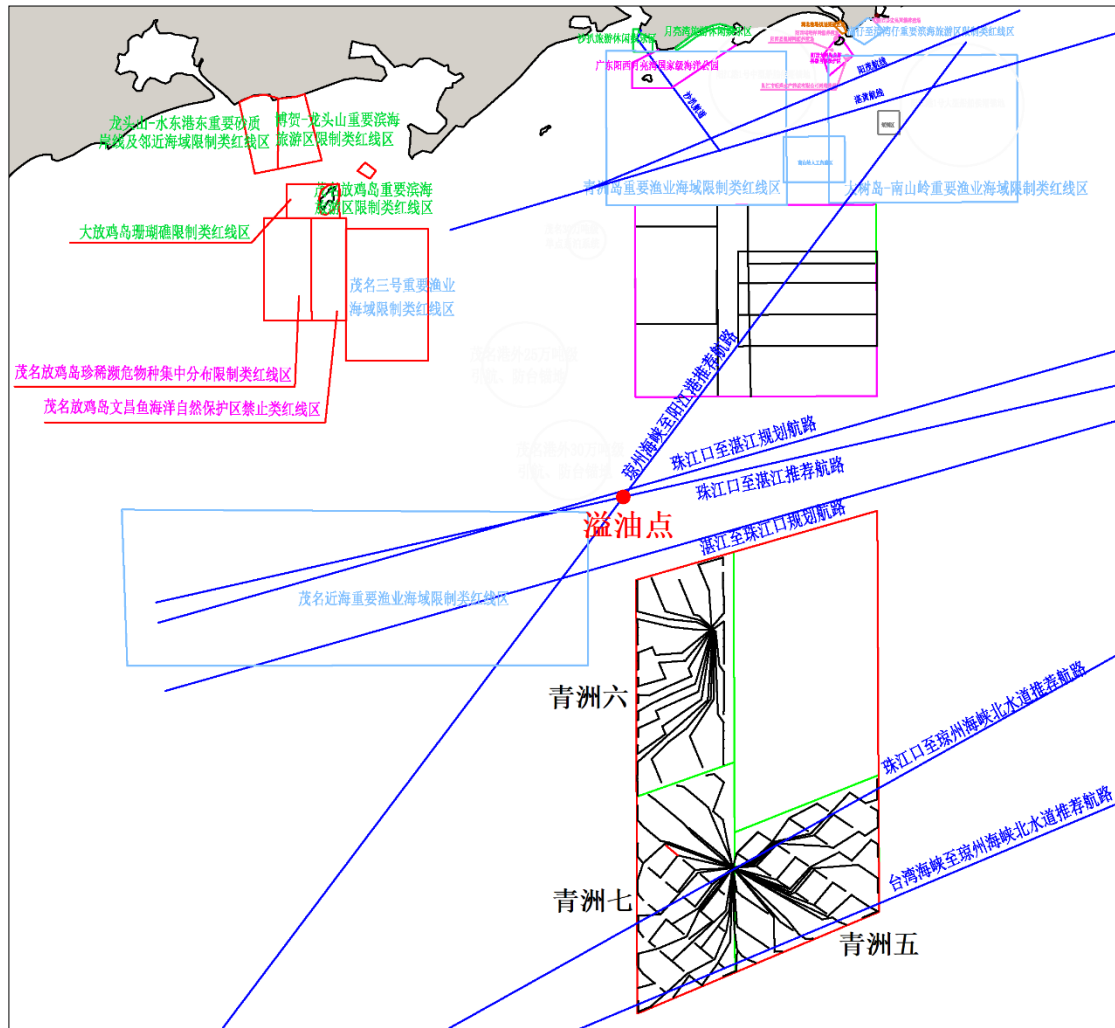 沙扒旅游休闲娱乐区
月亮湾旅游休闲娱乐区
广东阳西月亮湾国家级海洋公园
沙扒航道
阳茂航线
湛黄航线
龙头山-水东港东重要砂质
岸线及邻近海域限制类红线区
博贺-龙头山重要滨海
旅游区限制类红线区
茂名放鸡岛重要滨海
旅游区限制类红线区
青洲岛重要渔业海域限制类红线区
大树岛-南山岭重要渔业海域限制类红线区
大放鸡岛珊瑚礁限制类红线区
茂名三号重要渔业
海域限制类红线区
茂名放鸡岛珍稀濒危物种集中分布限制类红线区
茂名放鸡岛文昌鱼海洋自然保护区禁止类红线区
琼州海峡至阳江港推荐航路
珠江口至湛江规划航路
珠江口至湛江推荐航路
溢油点
湛江至珠江口规划航路
茂名近海重要渔业海域限制类红线区
青洲六
珠江口至琼州海峡北水道推荐航路
台湾海峡至琼州海峡北水道推荐航路
青洲七
青洲五